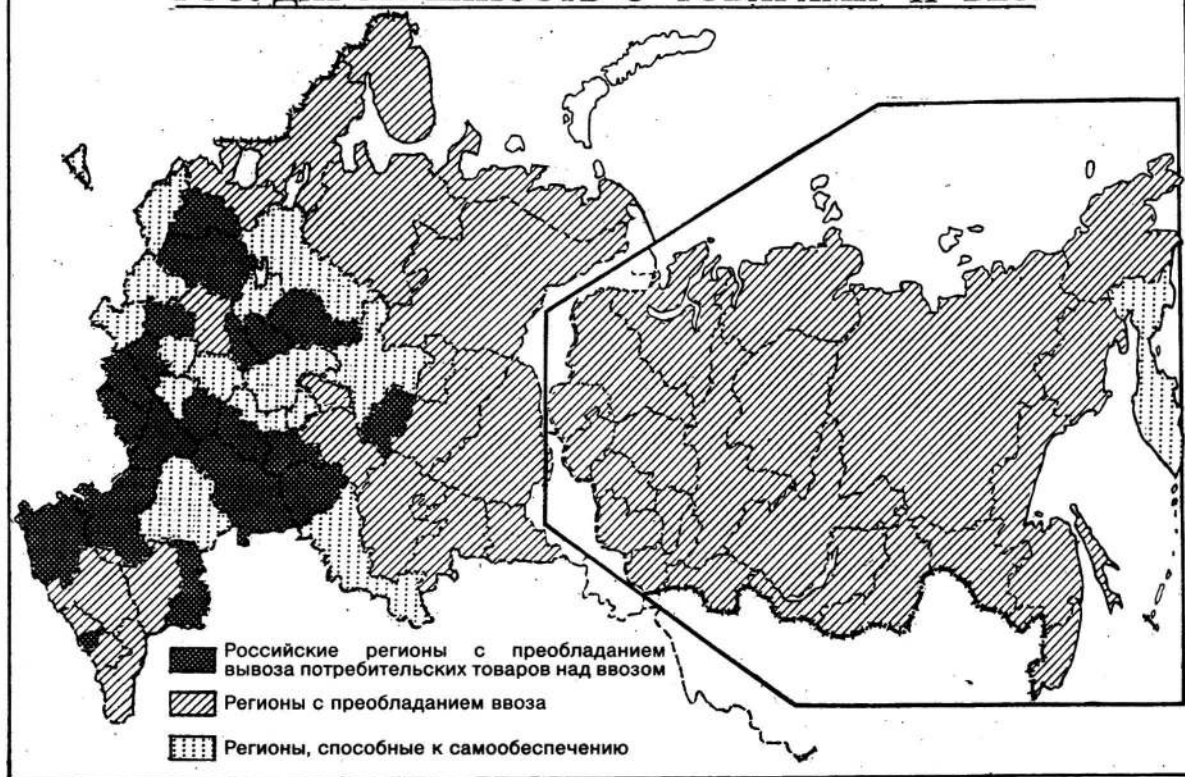 Российские регионы с преобладанием
вывоза потребительских товаров над ввозом
Регионы с преобладанием ввоза
Регионы, способные к самообеспечению